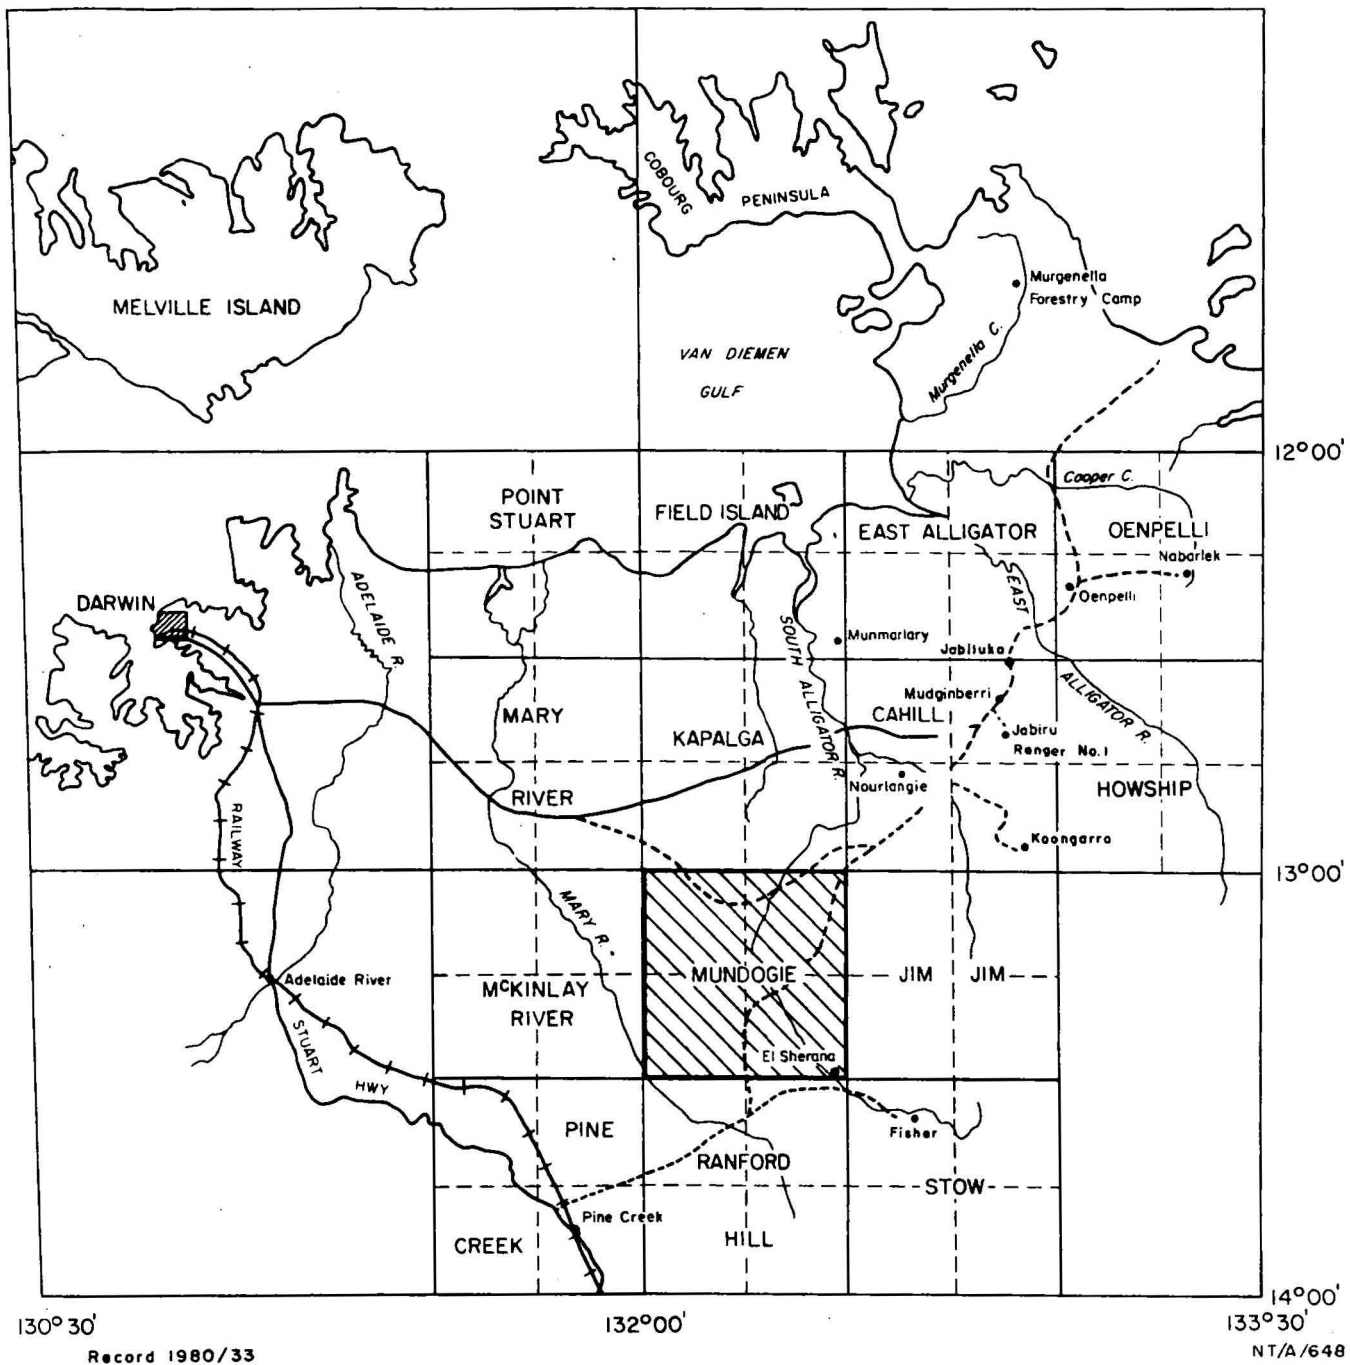 COBOURG
PENINSULA
MELVILLE ISLAND
Murgenella
Forestry Camp
Murgenella C.
VAN DIEMEN
GULF
12°00'
Cooper C.
POINT
STUART
FIELD ISLAND
EAST ALLIGATOR
OENPELLI
Nabarlek
Oenpelli
DARWIN
ADELAIDE R.
SOUTH ALLIGATOR R.
EAST ALLIGATOR R.
Munmarlary
Jabiluka
Mudginberri
Jabiru
Ranger No.1
MARY
RIVER
KAPALGA
CAHILL
Nourlangie
HOWSHIP
Koongarra
RAILWAY
13°00'
MARY R.
Adelaide River
McKINLAY
RIVER
MUNDOGIE
JIM JIM
El Sherana
STUART
HWY
PINE
CREEK
RANFORD
HILL
Fisher
STOW
Pine Creek
14°00'
130°30'
132°00'
133°30'
Record 1980/33
NT/A/648